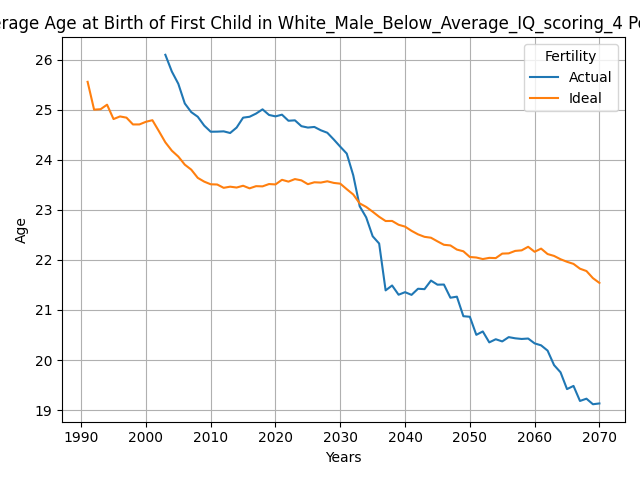 erage Age at Birth of First Child in White_Male_Below_Average_IQ_scoring_4 Po
Fertility
Actual
Ideal
26
25
24
23
22
21
20
19
Age
1990 2000 2010 2020 2030 2040 2050 2060 2070
Years